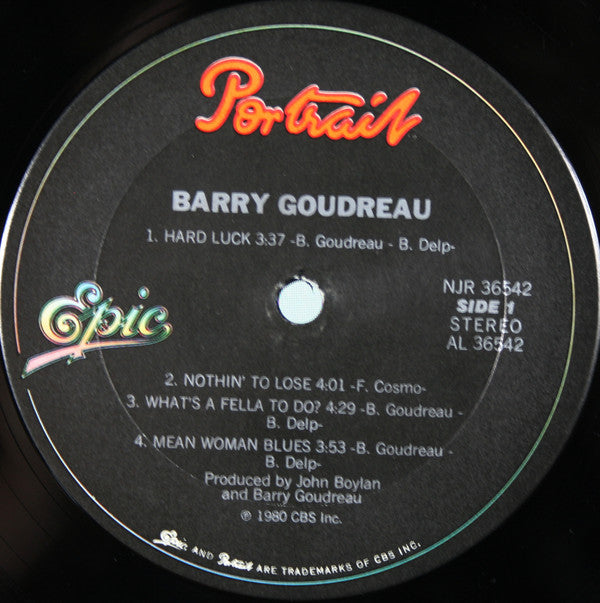 Portrait
BARRY GOUDREAU
1. HARD LUCK 3:37 -B. Goudreau - B. Delp-
Epic
NJR 36542
SIDE 1
STEREO
AL 36542
2. NOTHIN' TO LOSE 4:01 -F. Cosmo-
3. WHAT'S A FELLA TO DO? 4:29 -B. Goudreau -
B. Delp-
4. MEAN WOMAN BLUES 3:53 -B. Goudreau -
B. Delp-
Produced by John Boylan
and Barry Goudreau
℗ 1980 CBS Inc.
Epic, AND Portrait ARE TRADEMARKS OF CBS INC.